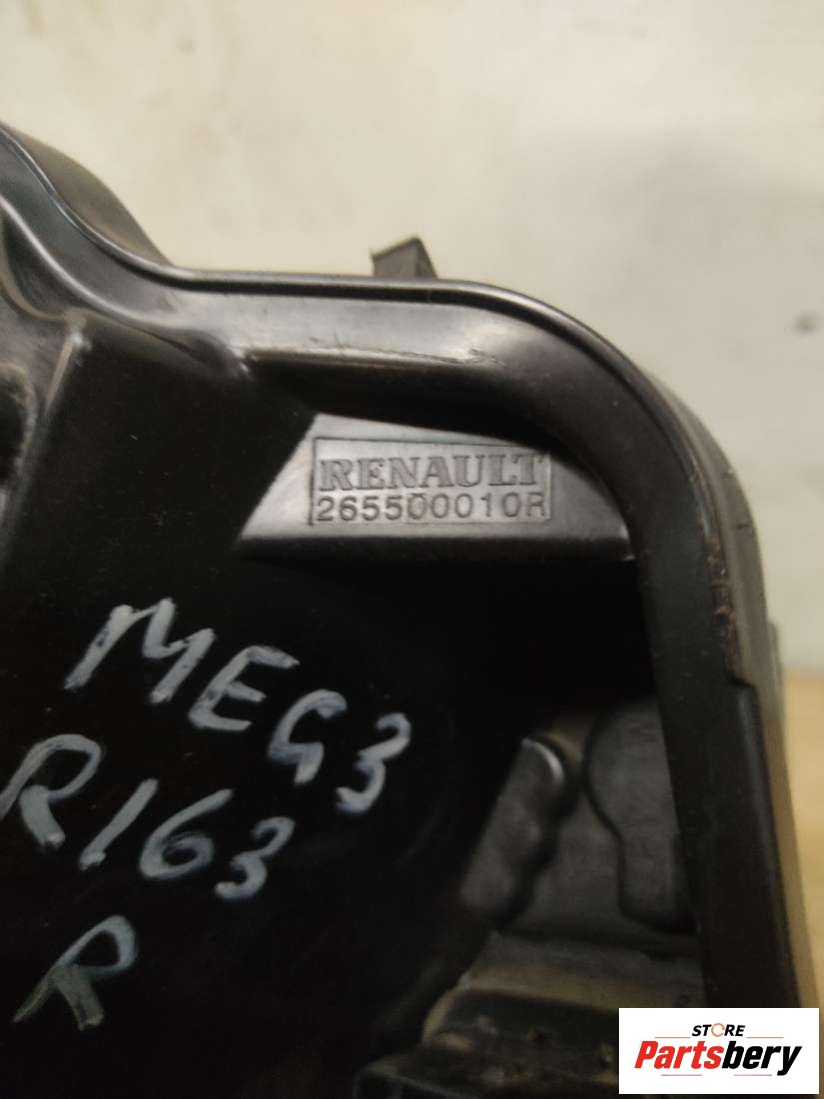 RENAULT
265500010R
MEG3
R163
R
STORE
Partsbery